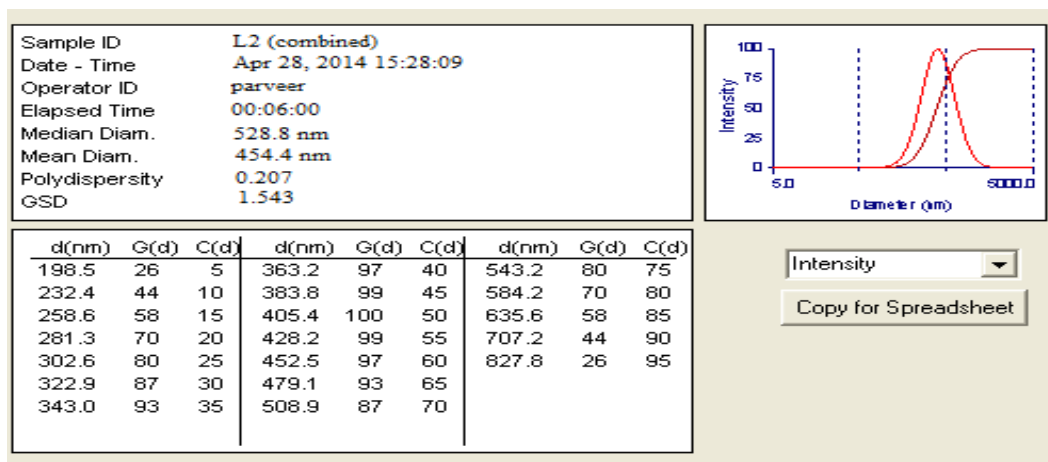 Sample ID L2 (combined)
Date - Time Apr 28, 2014 15:28:09
Operator ID parveer
Elapsed Time 00:06:00
Median Diam. 528.8 nm
Mean Diam. 454.4 nm
Polydispersity 0.207
GSD 1.543
100
75
50
25
0
Intensity
5.0 5000.0
Diameter (nm)
d(nm) G(d) C(d) d(nm) G(d) C(d) d(nm) G(d) C(d)
198.5 26 5 363.2 97 40 543.2 80 75
232.4 44 10 383.8 99 45 584.2 70 80
258.6 58 15 405.4 100 50 635.6 58 85
281.3 70 20 428.2 99 55 707.2 44 90
302.6 80 25 452.5 97 60 827.8 26 95
322.9 87 30 479.1 93 65
343.0 93 35 508.9 87 70
Intensity
Copy for Spreadsheet